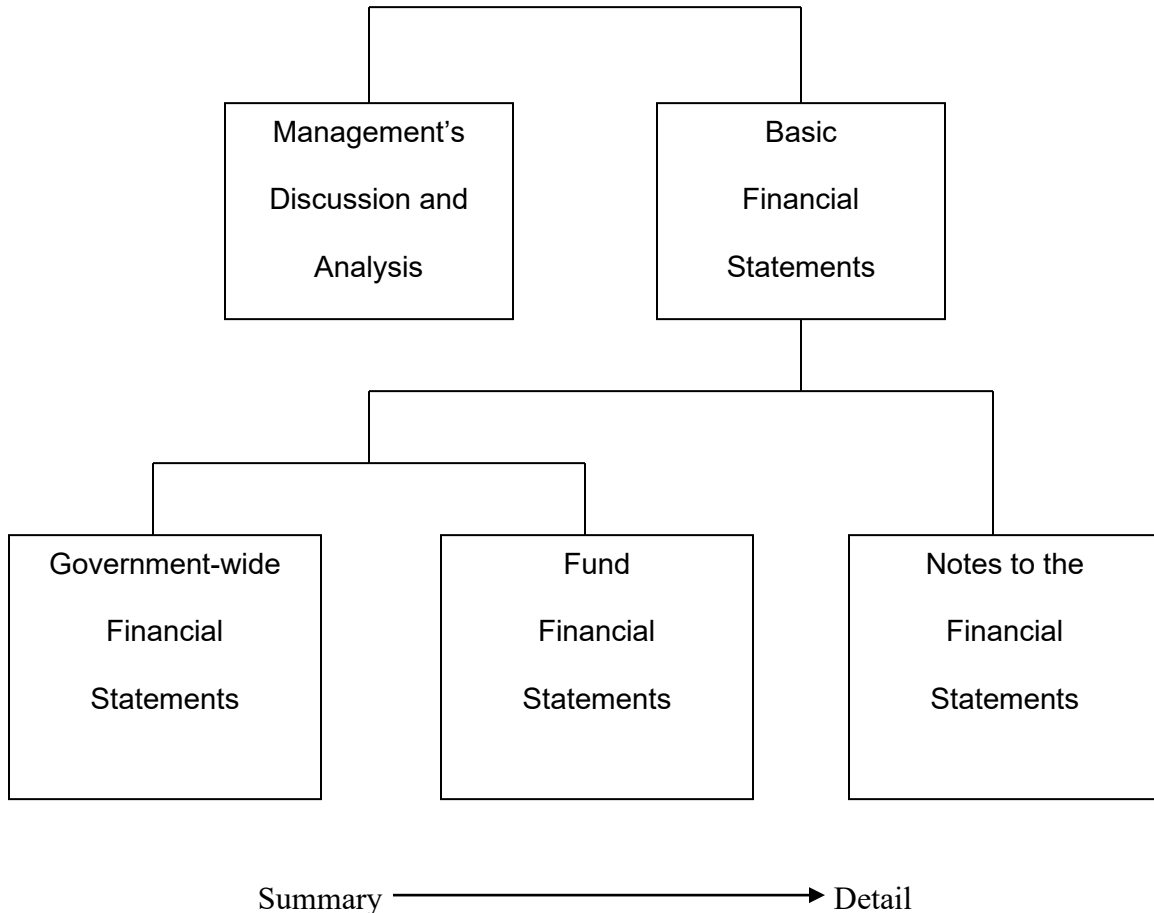 Management’s
Discussion and
Analysis
Basic
Financial
Statements
Government-wide
Financial
Statements
Fund
Financial
Statements
Notes to the
Financial
Statements
Summary
Detail